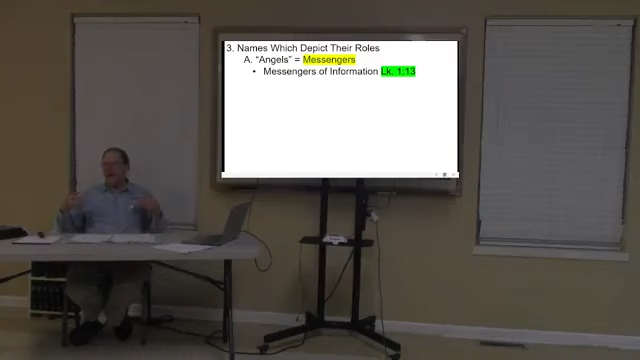 3. Names Which Depict Their Roles
A. “Angels” = Messengers
• Messengers of Information Lk. 1:13